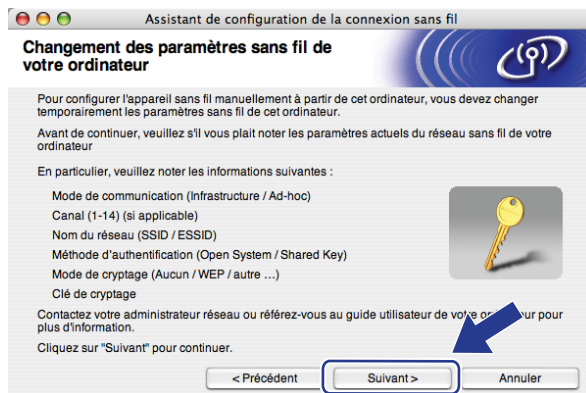 Assistant de configuration de la connexion sans fil
Changement des paramètres sans fil de
votre ordinateur
Pour configurer l'appareil sans fil manuellement à partir de cet ordinateur, vous devez changer
temporairement les paramètres sans fil de cet ordinateur.
Avant de continuer, veuillez s'il vous plait noter les paramètres actuels du réseau sans fil de votre
ordinateur
En particulier, veuillez noter les informations suivantes :
Mode de communication (Infrastructure / Ad-hoc)
Canal (1-14) (si applicable)
Nom du réseau (SSID / ESSID)
Méthode d'authentification (Open System / Shared Key)
Mode de cryptage (Aucun / WEP / autre ...)
Clé de cryptage
Contactez votre administrateur réseau ou référez-vous au guide utilisateur de votre ordinateur pour
plus d'information.
Cliquez sur "Suivant" pour continuer.
< Précédent
Suivant >
Annuler